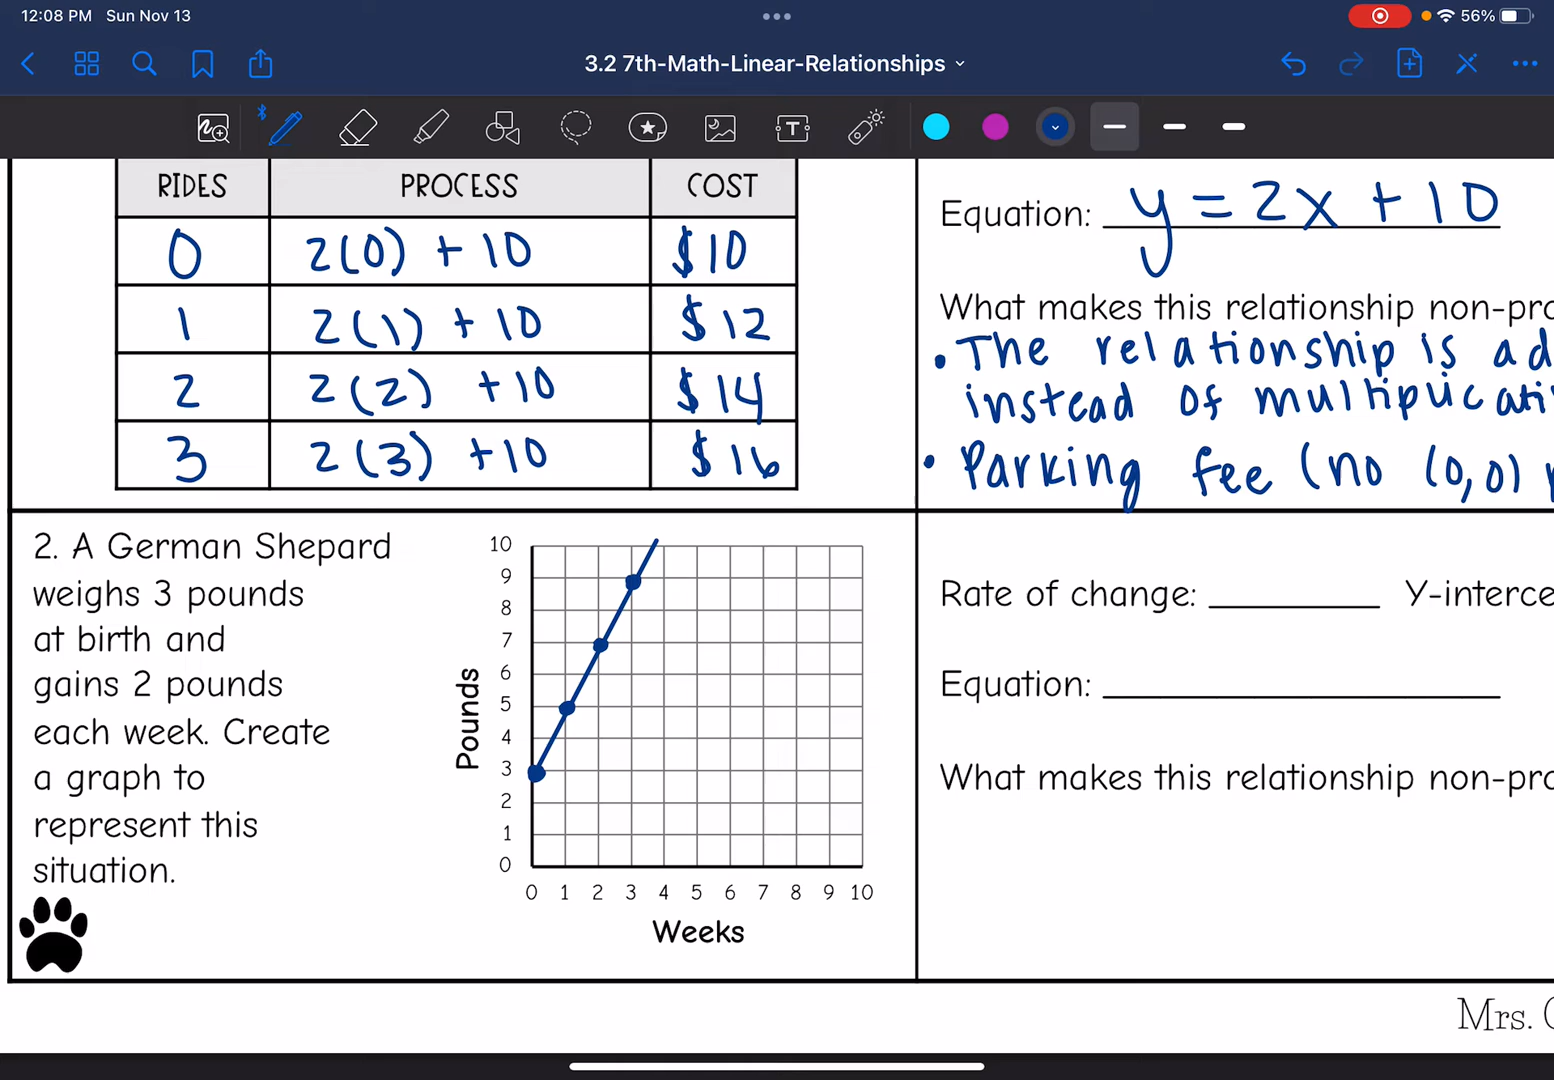 12:08 PM Sun Nov 13
56%
3.2 7th-Math-Linear-Relationships
T
RIDES PROCESS COST
0 2(0) + 10 $10
1 2(1) + 10 $12
2 2(2) +10 $14
3 2(3) +10 $16
Equation: y = 2x + 10
What makes this relationship non-pro
• The relationship is ad
instead of multiplicati
• Parking fee (no (0,0)
2. A German Shepard
weighs 3 pounds
at birth and
gains 2 pounds
each week. Create
a graph to
represent this
situation.
Pounds
10
9
8
7
6
5
4
3
2
1
0
0 1 2 3 4 5 6 7 8 9 10
Weeks
Rate of change: Y-interce
Equation:
What makes this relationship non-pro
Mrs.